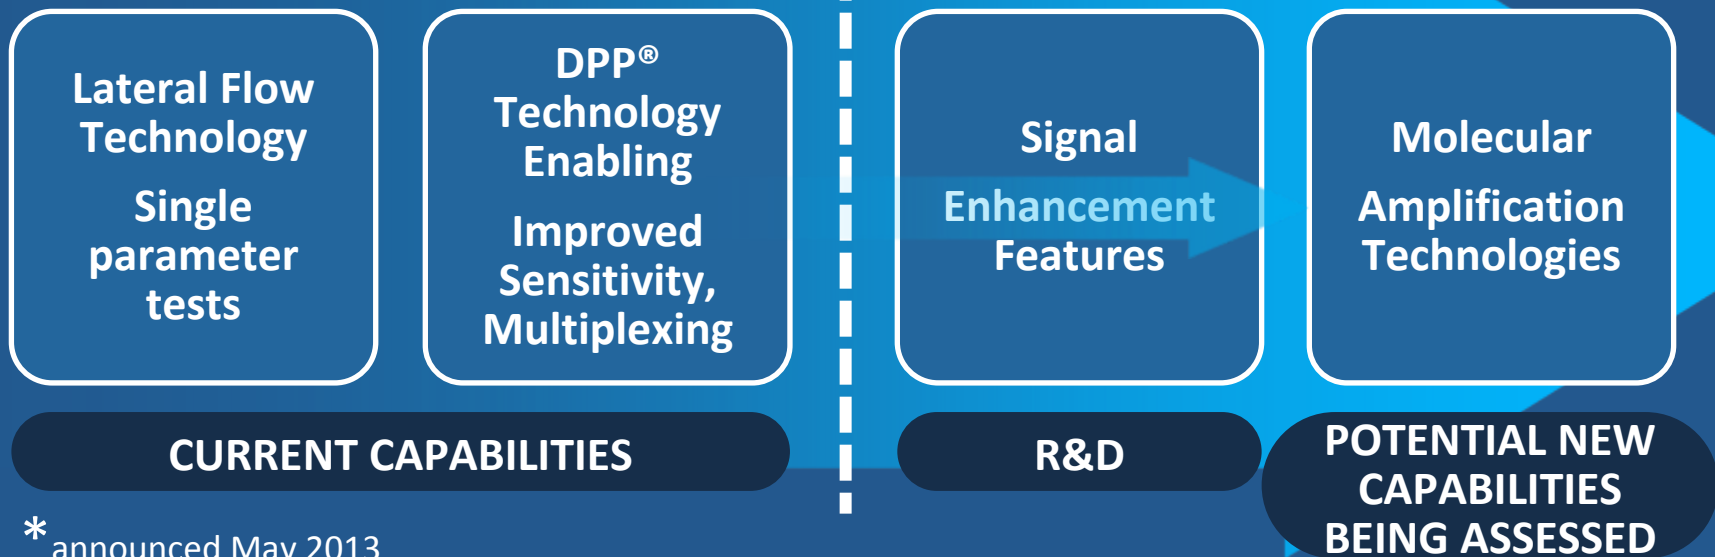 Lateral Flow
Technology
Single
parameter
tests
DPP®
Technology
Enabling
Improved
Sensitivity,
Multiplexing
Signal
Enhancement
Features
Molecular
Amplification
Technologies
CURRENT CAPABILITIES
R&D
POTENTIAL NEW
CAPABILITIES
BEING ASSESSED
* announced May 2013